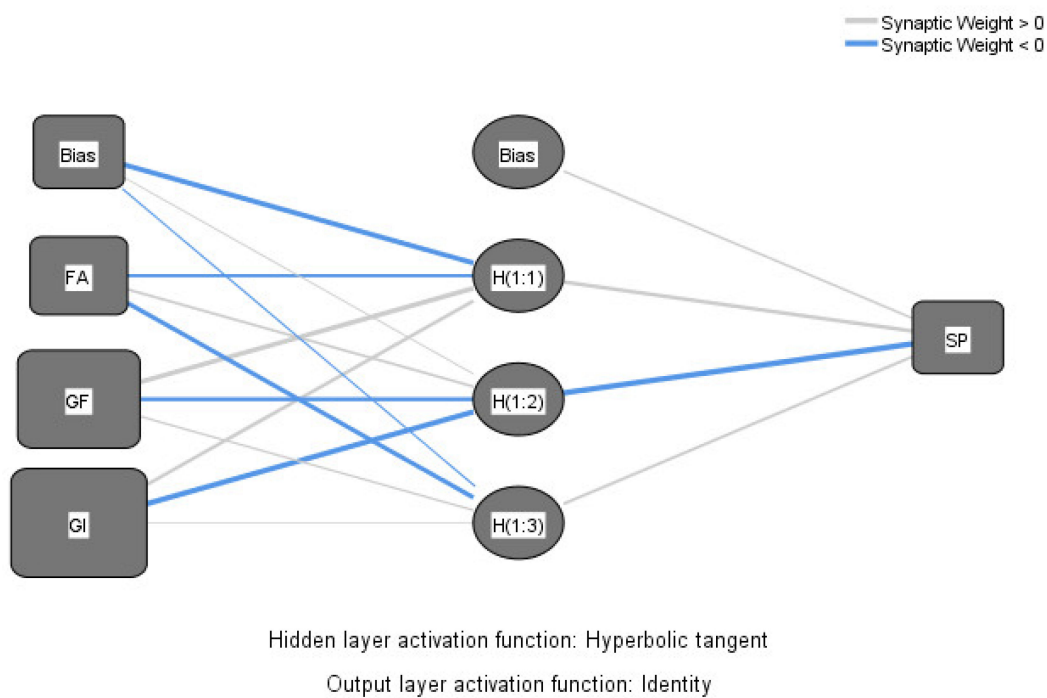 Synaptic Weight > 0
Synaptic Weight < 0
Bias
Bias
FA
H(1:1)
SP
GF
H(1:2)
GI
H(1:3)
Hidden layer activation function: Hyperbolic tangent
Output layer activation function: Identity